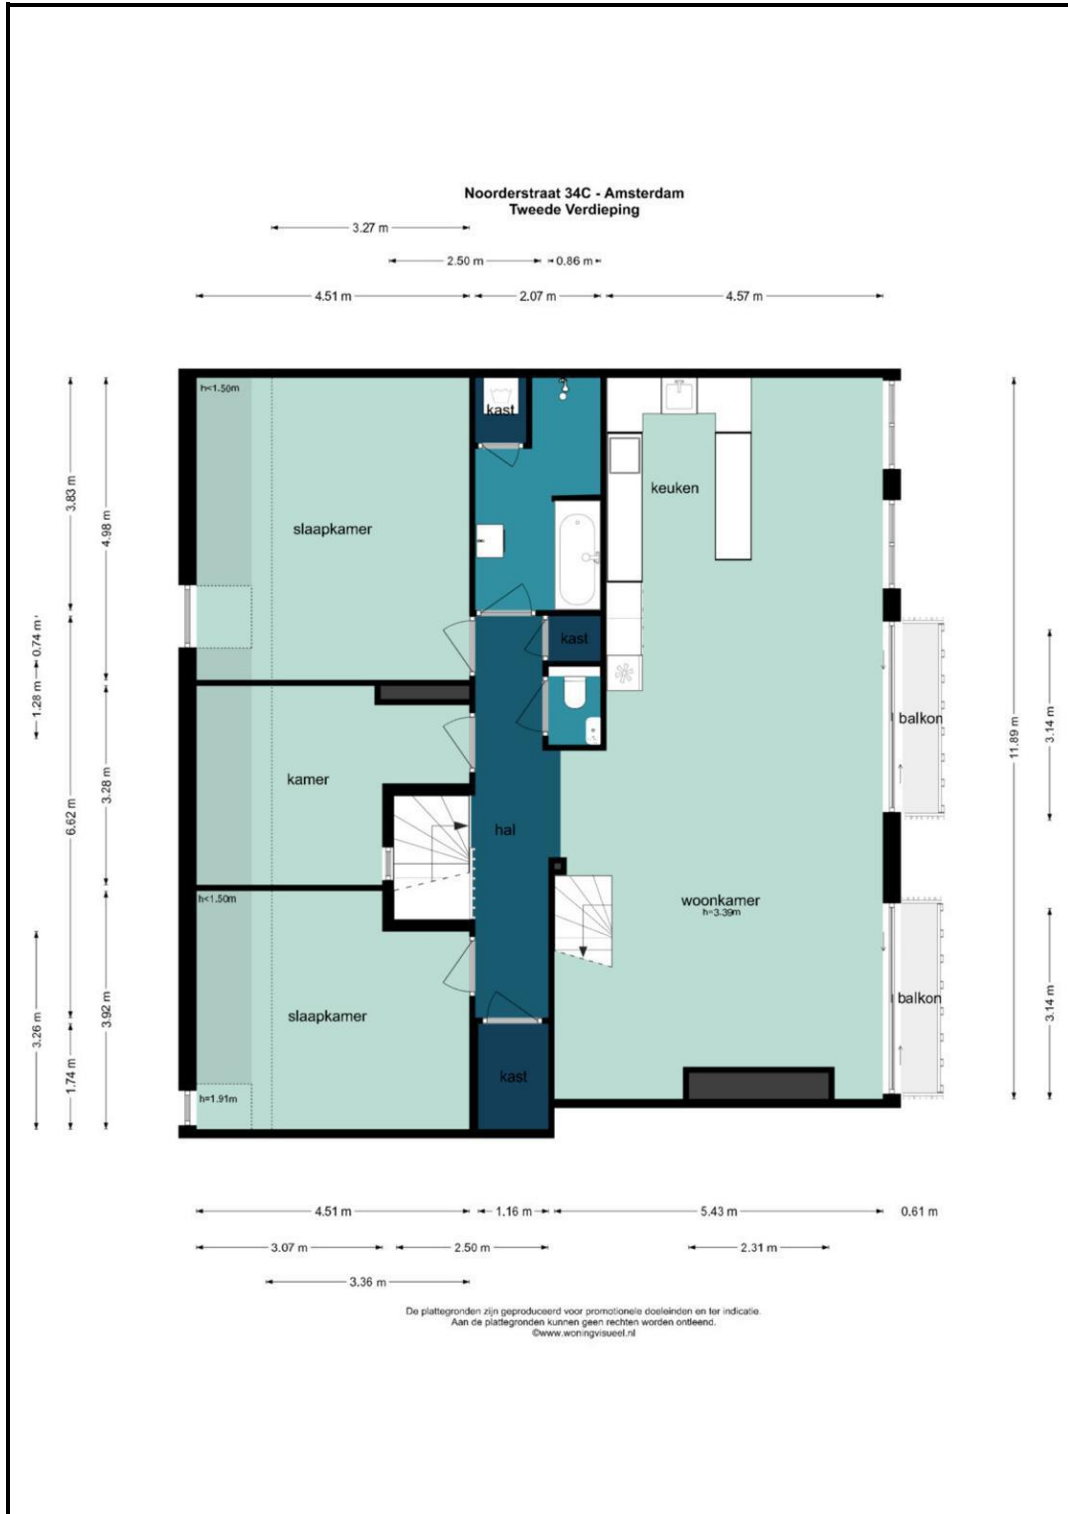 Noorderstraat 34C - Amsterdam
Tweede Verdieping
3.27 m
2.50 m
0.86 m
4.51 m
2.07 m
4.57 m
h<1.50m
kast
keuken
slaapkamer
3.83 m
4.98 m
0.74 m
1.28 m
kast
balkon
3.14 m
11.89 m
kamer
3.28 m
6.62 m
hal
h<1.50m
woonkamer
h=3.39m
balkon
3.14 m
slaapkamer
3.92 m
3.26 m
1.74 m
kast
h=1.91m
4.51 m
1.16 m
5.43 m
0.61 m
3.07 m
2.50 m
2.31 m
3.36 m
De plattegronden zijn geproduceerd voor promotionele doeleinden en ter indicatie.
Aan de plattegronden kunnen geen rechten worden ontleend.
©www.woningvisueel.nl